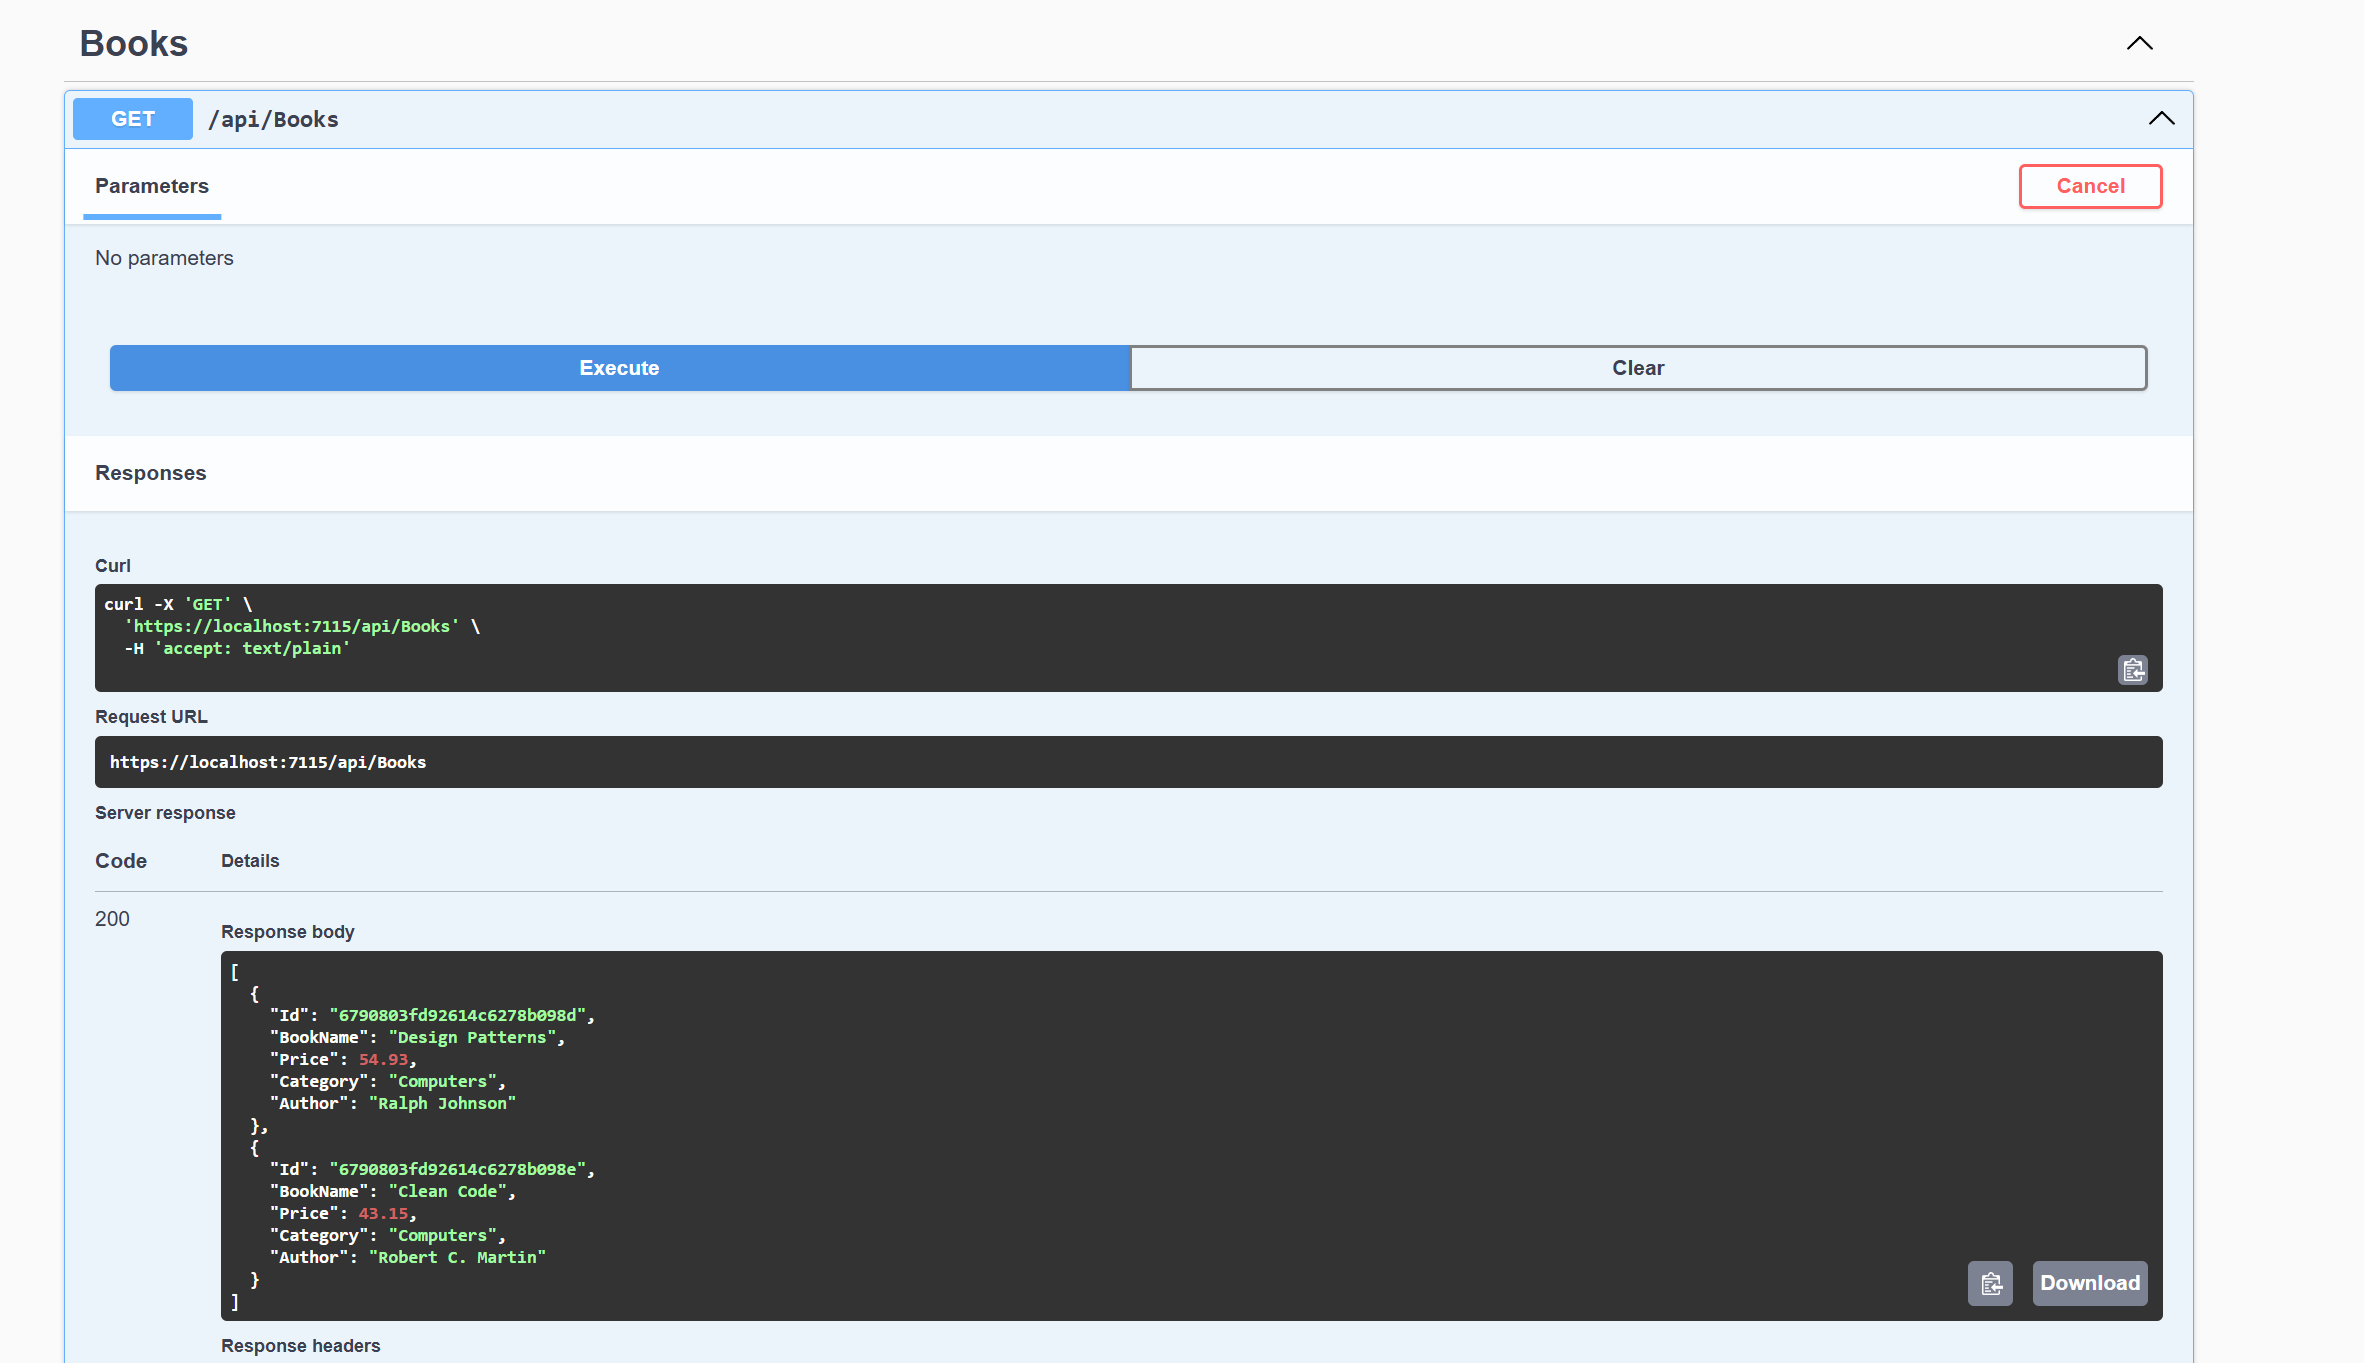 Books
GET /api/Books
Parameters
Cancel
No parameters
Execute
Clear
Responses
Curl
curl -X 'GET' \
  'https://localhost:7115/api/Books' \
  -H 'accept: text/plain'
Request URL
https://localhost:7115/api/Books
Server response
Code Details
200
Response body
[
  {
    "Id": "6790803fd92614c6278b098d",
    "BookName": "Design Patterns",
    "Price": 54.93,
    "Category": "Computers",
    "Author": "Ralph Johnson"
  },
  {
    "Id": "6790803fd92614c6278b098e",
    "BookName": "Clean Code",
    "Price": 43.15,
    "Category": "Computers",
    "Author": "Robert C. Martin"
  }
]
Download
Response headers